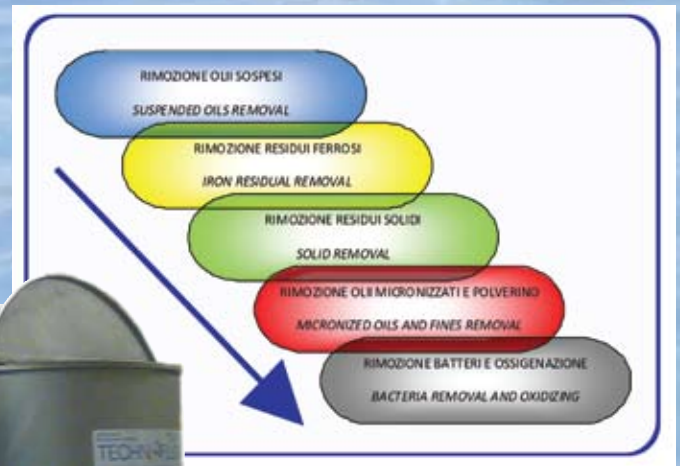 RIMOZIONE OLII SOSPESI
SUSPENDED OILS REMOVAL
RIMOZIONE RESIDUI FERROSI
IRON RESIDUAL REMOVAL
RIMOZIONE RESIDUI SOLIDI
SOLID REMOVAL
RIMOZIONE OLII MICRONIZZATI E POLVERINO
MICRONIZED OILS AND FINES REMOVAL
RIMOZIONE BATTERI E OSSIGENAZIONE
BACTERIA REMOVAL AND OXIDIZING